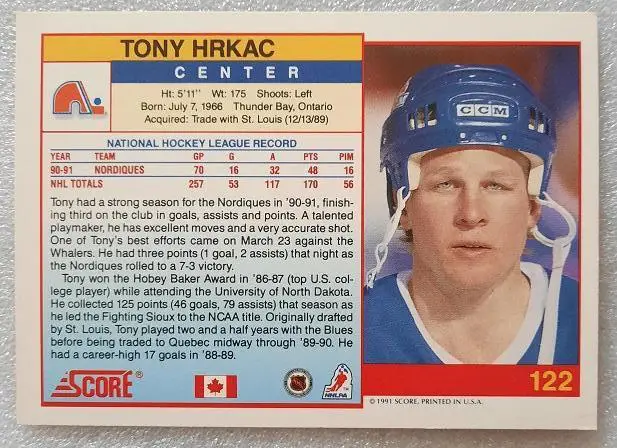 TONY HRKAC
CENTER
Ht: 5'11" Wt: 175 Shoots: Left
Born: July 7, 1966 Thunder Bay, Ontario
Acquired: Trade with St. Louis (12/13/89)
NATIONAL HOCKEY LEAGUE RECORD
YEAR TEAM GP G A PTS PIM
90-91 NORDIQUES 70 16 32 48 16
NHL TOTALS 257 53 117 170 56
Tony had a strong season for the Nordiques in '90-91, finish-
ing third on the club in goals, assists and points. A talented
playmaker, he has excellent moves and a very accurate shot.
One of Tony's best efforts came on March 23 against the
Whalers. He had three points (1 goal, 2 assists) that night as
the Nordiques rolled to a 7-3 victory.
Tony won the Hobey Baker Award in '86-87 (top U.S. col-
lege player) while attending the University of North Dakota.
He collected 125 points (46 goals, 79 assists) that season as
he led the Fighting Sioux to the NCAA title. Originally drafted
by St. Louis, Tony played two and a half years with the Blues
before being traded to Quebec midway through '89-90. He
had a career-high 17 goals in '88-89.
SCORE®
NHLPA
CCM
122
© 1991 SCORE, PRINTED IN U.S.A.